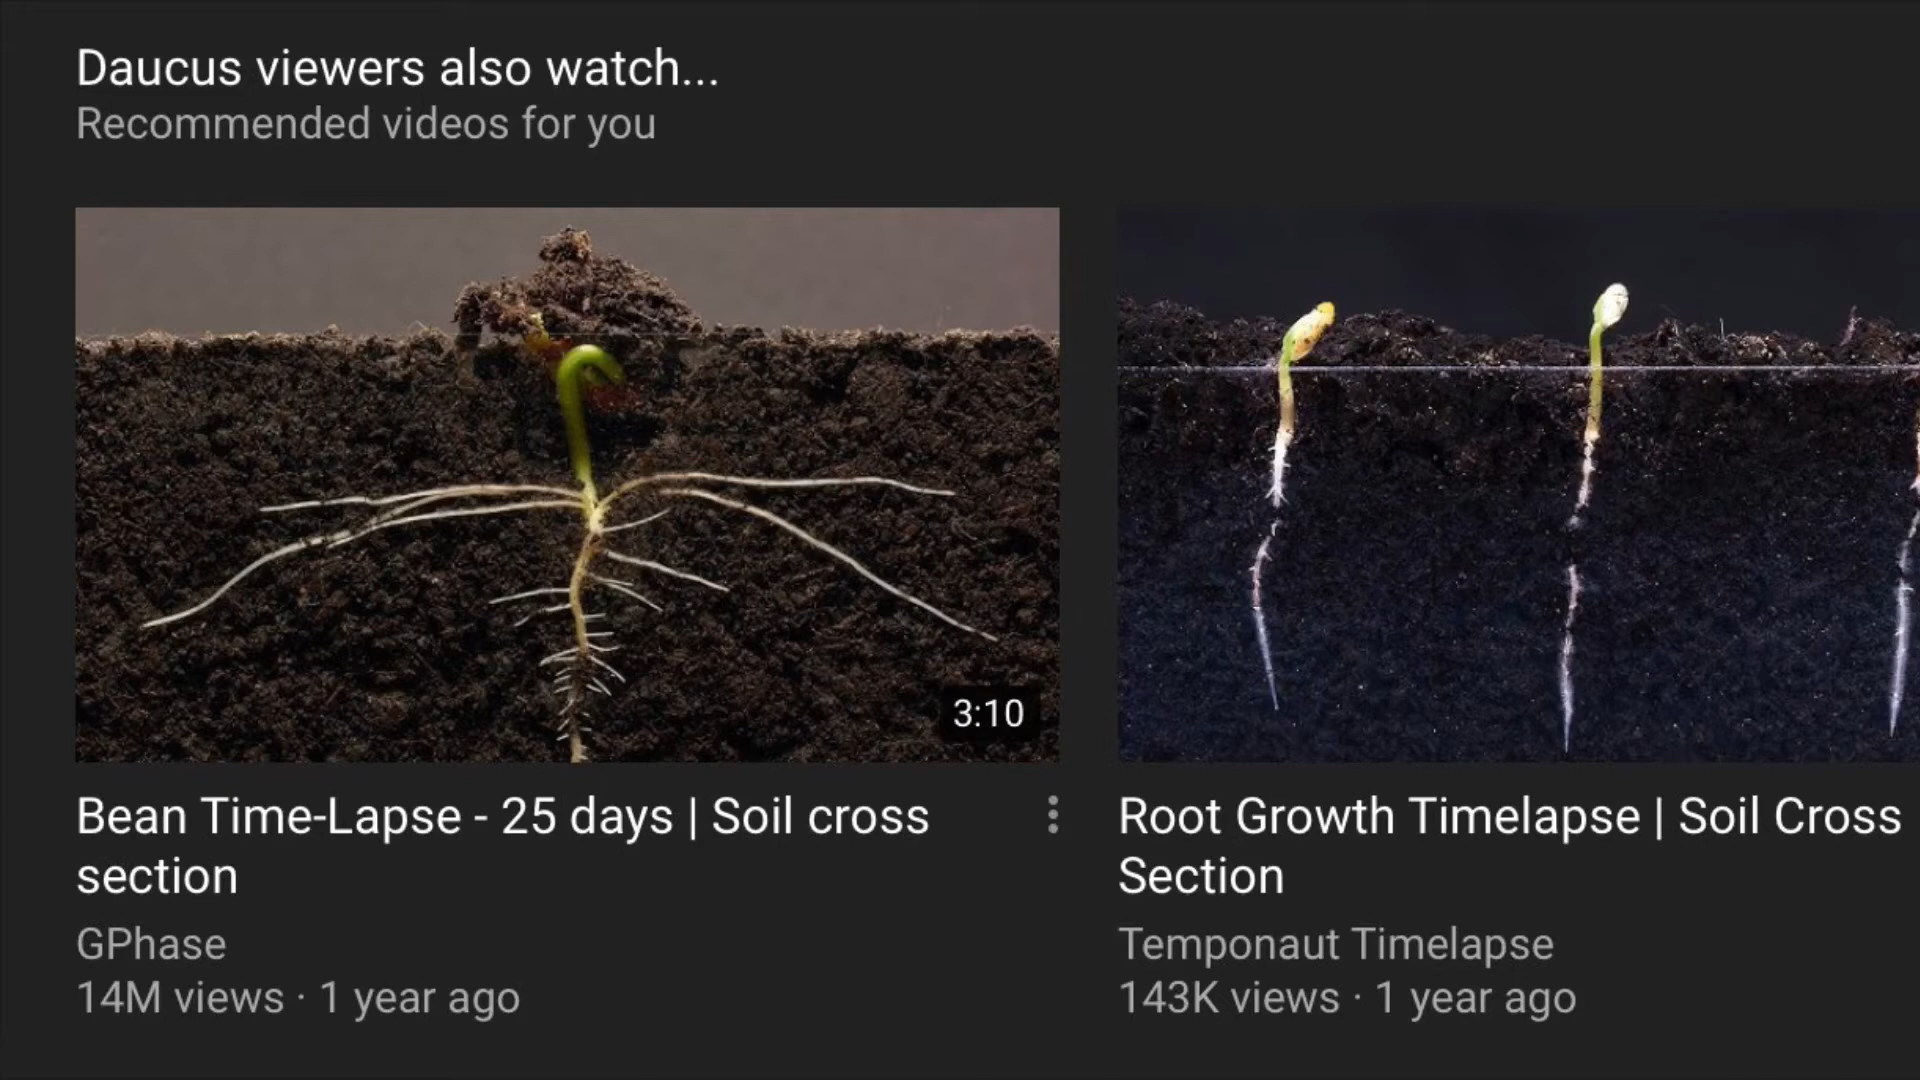 Daucus viewers also watch...
Recommended videos for you
3:10
Bean Time-Lapse - 25 days | Soil cross
section
GPhase
14M views · 1 year ago
Root Growth Timelapse | Soil Cross
Section
Temponaut Timelapse
143K views · 1 year ago